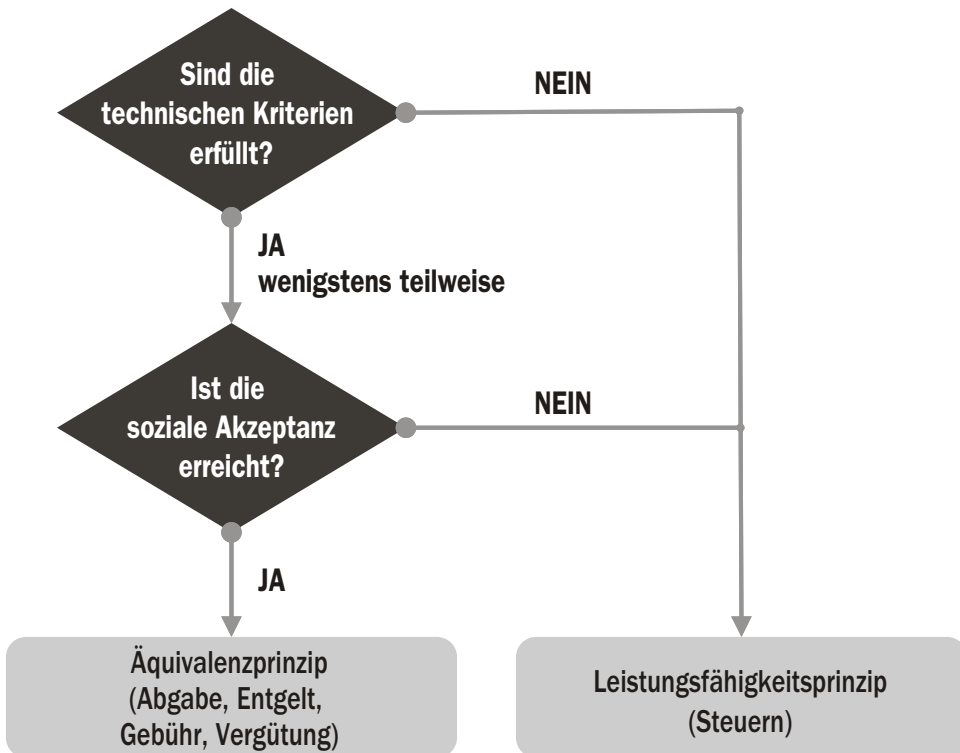 Sind die
technischen Kriterien
erfüllt?
NEIN
JA
wenigstens teilweise
Ist die
soziale Akzeptanz
erreicht?
NEIN
JA
Äquivalenzprinzip
(Abgabe, Entgelt,
Gebühr, Vergütung)
Leistungsfähigkeitsprinzip
(Steuern)